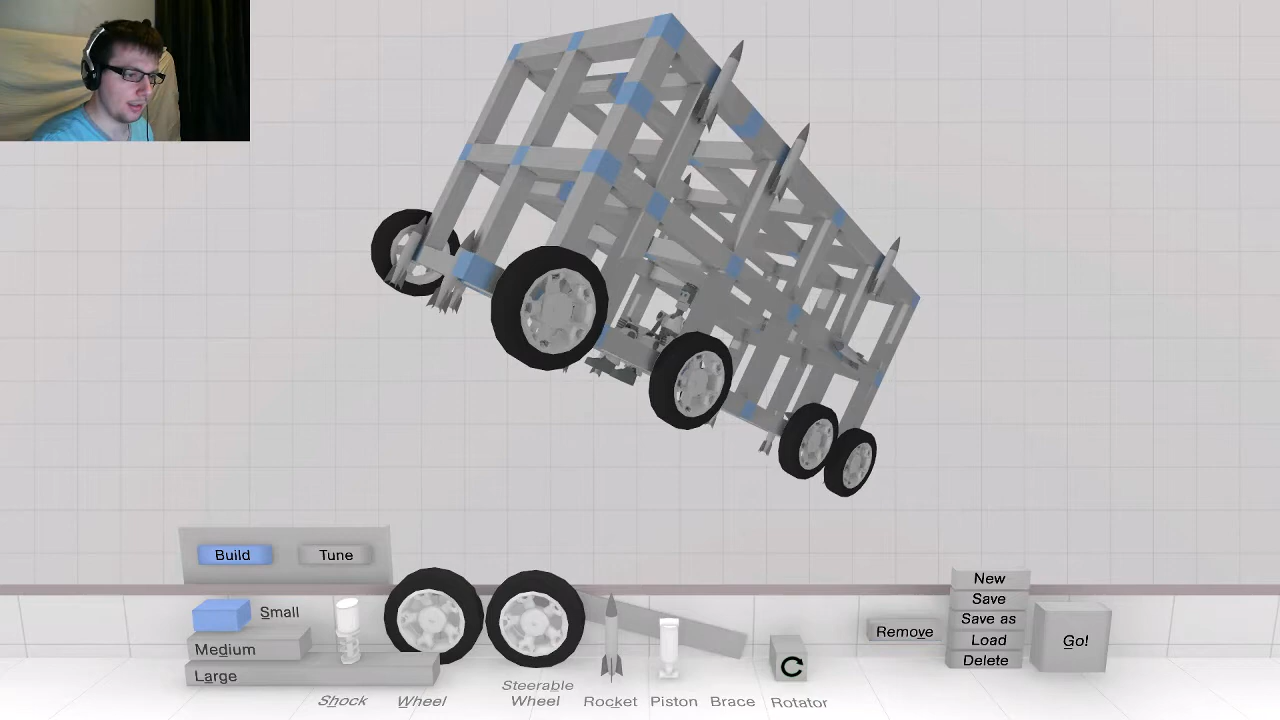 Build
Tune
Small
Medium
Large
Shock
Wheel
Steerable
Wheel
Rocket
Piston
Brace
Rotator
Remove
New
Save
Save as
Load
Delete
Go!